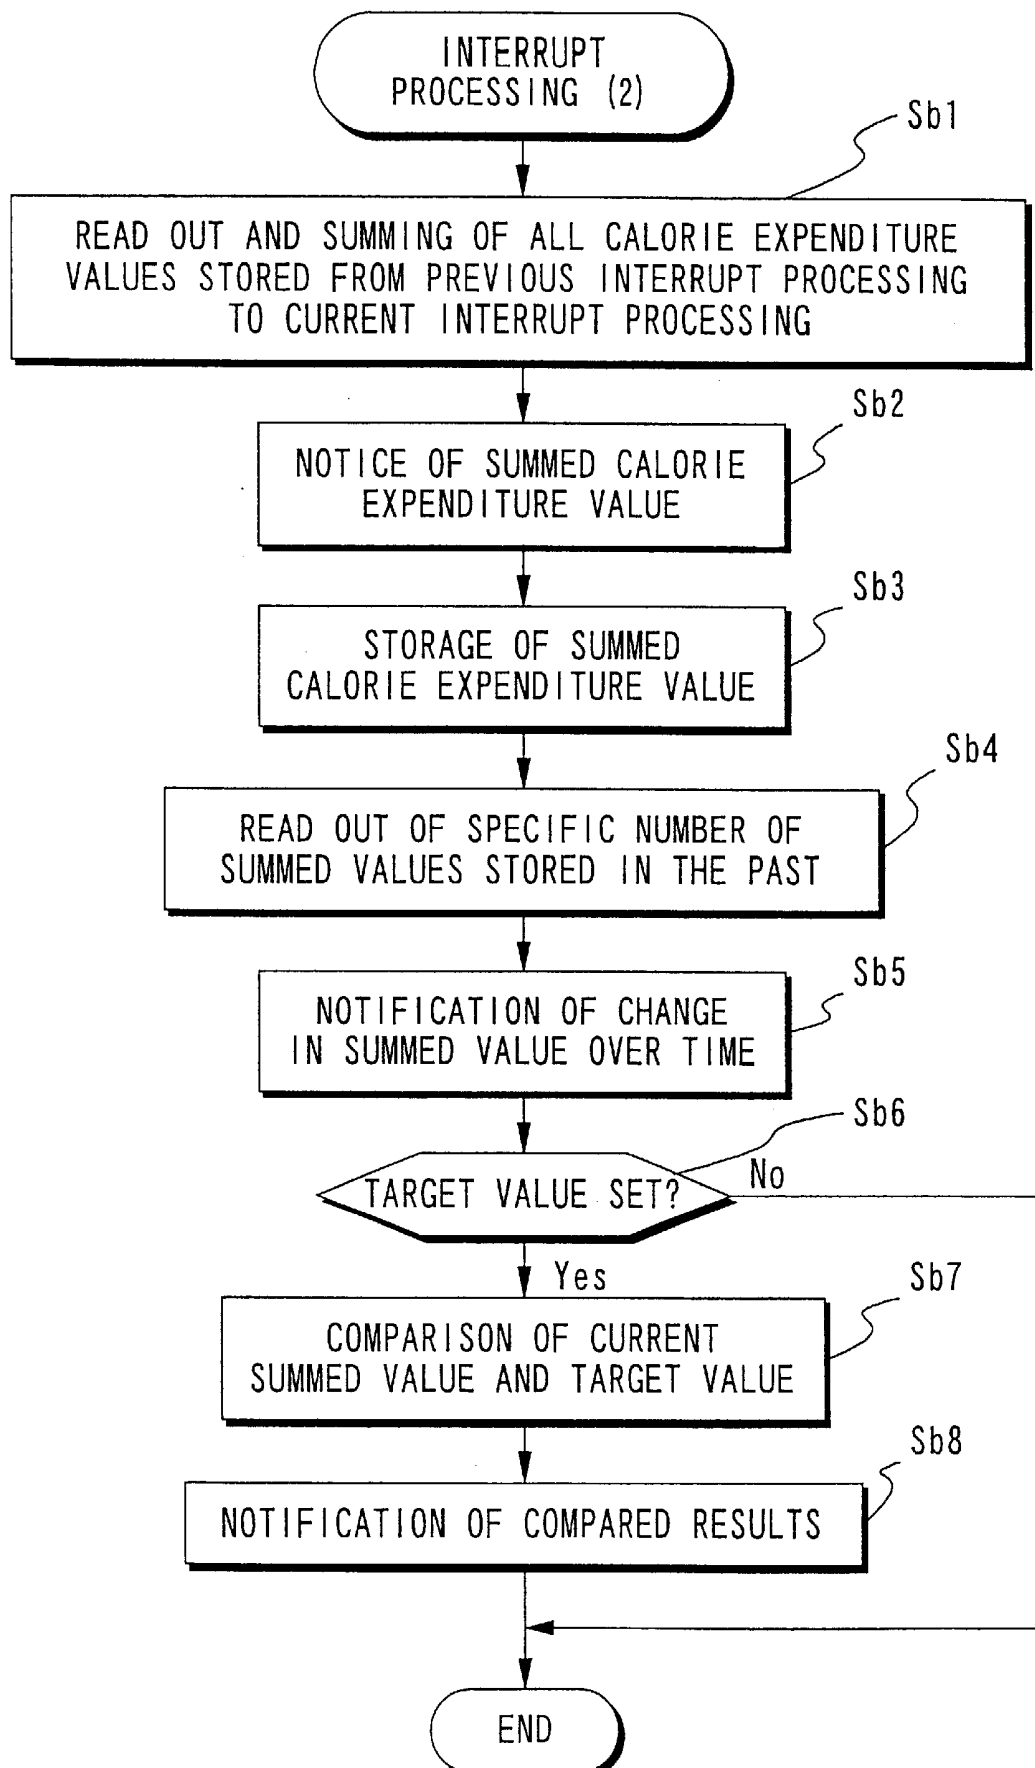 INTERRUPT
PROCESSING (2)
Sb1
READ OUT AND SUMMING OF ALL CALORIE EXPENDITURE
VALUES STORED FROM PREVIOUS INTERRUPT PROCESSING
TO CURRENT INTERRUPT PROCESSING
Sb2
NOTICE OF SUMMED CALORIE
EXPENDITURE VALUE
Sb3
STORAGE OF SUMMED
CALORIE EXPENDITURE VALUE
Sb4
READ OUT OF SPECIFIC NUMBER OF
SUMMED VALUES STORED IN THE PAST
Sb5
NOTIFICATION OF CHANGE
IN SUMMED VALUE OVER TIME
Sb6
TARGET VALUE SET?
No
Yes
Sb7
COMPARISON OF CURRENT
SUMMED VALUE AND TARGET VALUE
Sb8
NOTIFICATION OF COMPARED RESULTS
END